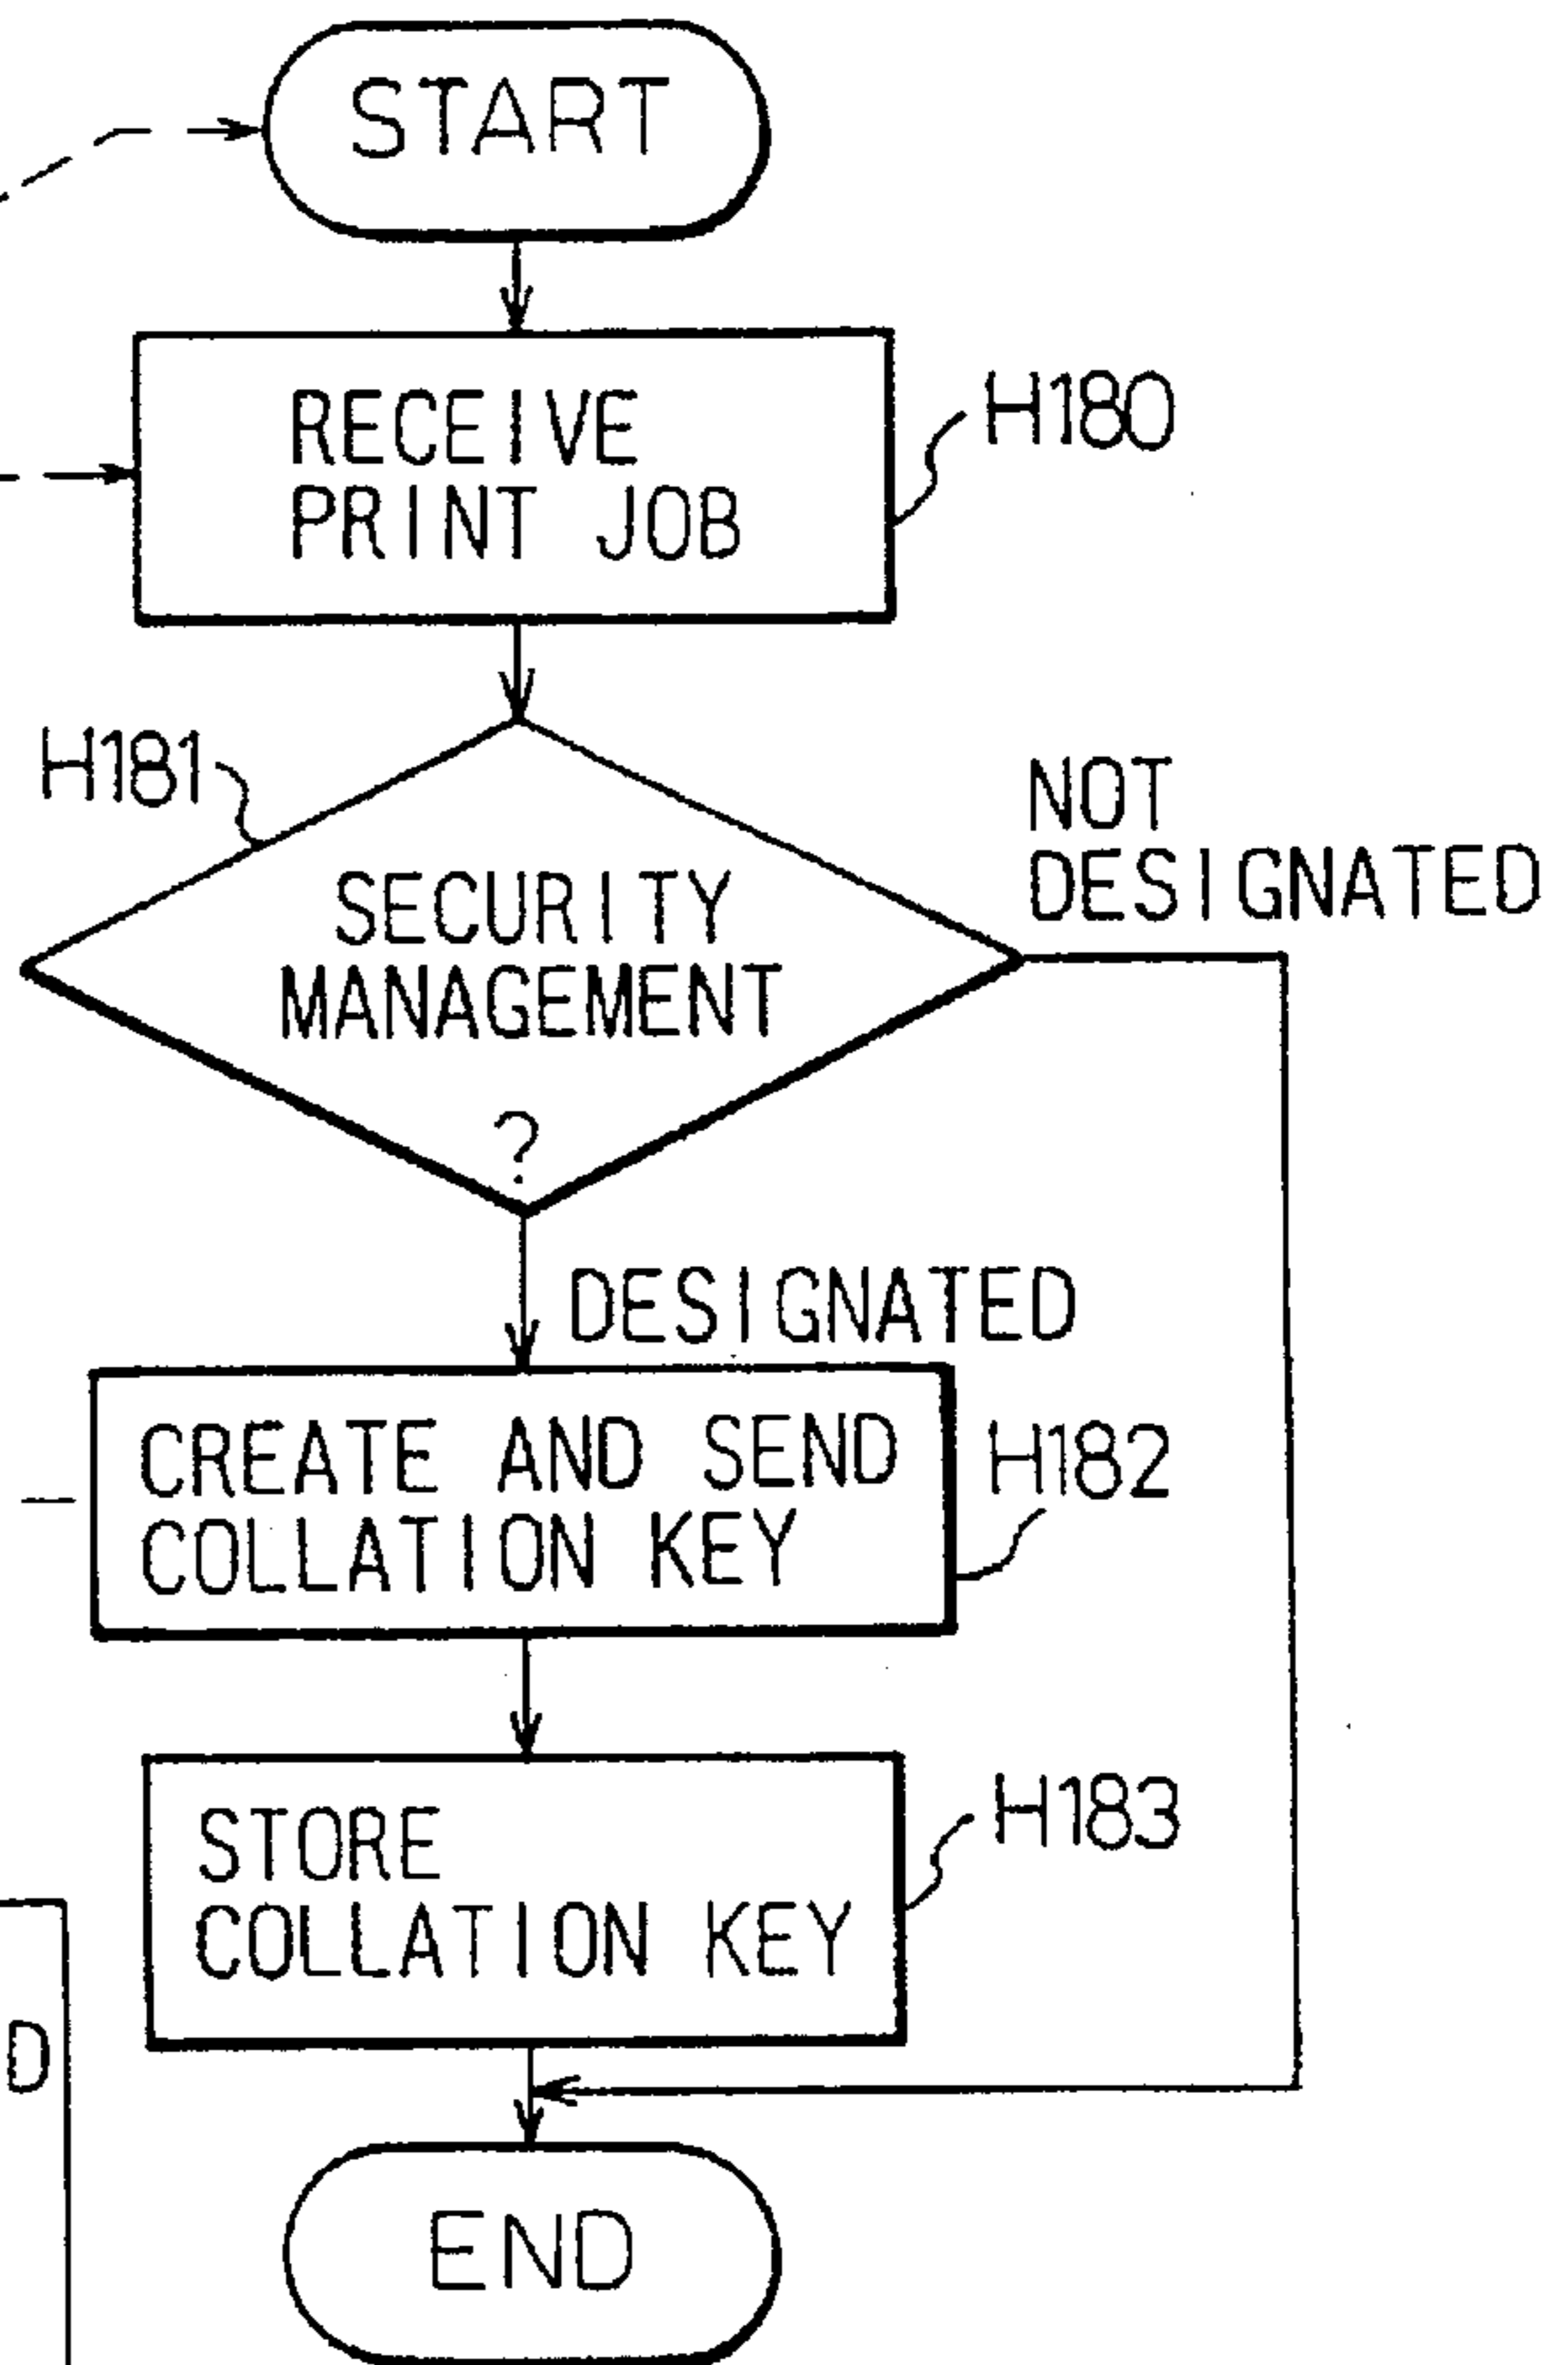 START
RECEIVE
PRINT JOB
H180
H181
SECURITY
MANAGEMENT
?
NOT
DESIGNATED
DESIGNATED
CREATE AND SEND
COLLATION KEY
H182
STORE
COLLATION KEY
H183
D
END